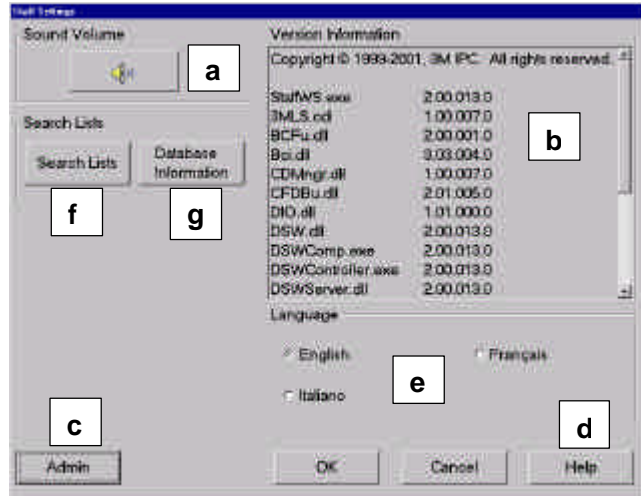 Staff Settings
Sound Volume
a
Search Lists
Search Lists
Database
Information
f
g
c
Admin
Version Information
Copyright © 1999-2001, 3M IPC. All rights reserved.
StaffWS.exe 2.00.013.0
3MLS.ocl 1.00.007.0
BCFu.dll 2.00.001.0
Bci.dll 3.03.004.0
CDMngr.dll 1.00.007.0
CFDBu.dll 2.01.005.0
DIO.dll 1.01.000.0
DSW.dll 2.00.013.0
DSWComp.exe 2.00.013.0
DSWController.exe 2.00.013.0
DSWServer.dll 2.00.013.0
b
Language
English
Français
Italiano
e
d
OK
Cancel
Help